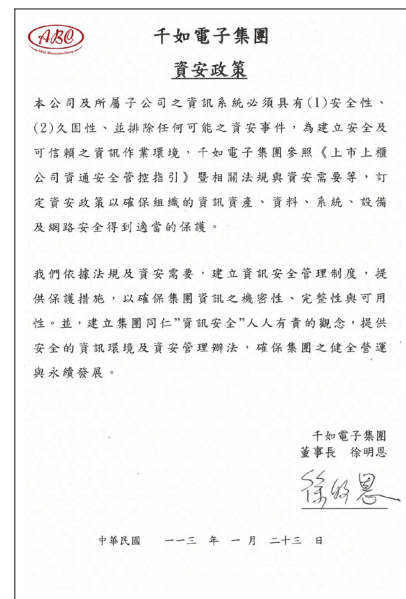 ABC
千如電子集團
資安政策
本公司及所屬子公司之資訊系統必須具有(1)安全性、
(2)久固性、並排除任何可能之資安事件，為建立安全及
可信賴之資訊作業環境，千如電子集團參照《上市上櫃
公司資通安全管控指引》暨相關法規與資安需要等，訂
定資安政策以確保組織的資訊資產、資料、系統、設備
及網路安全得到適當的保護。
我們依據法規及資安需要，建立資訊安全管理制度，提
供保護措施，以確保集團資訊之機密性、完整性與可用
性。並，建立集團同仁”資訊安全”人人有責的觀念，提供
安全的資訊環境及資安管理辦法，確保集團之健全營運
與永續發展。
千如電子集團
董事長 徐明恩
徐明恩
中華民國 一一三 年 一 月 二十三 日